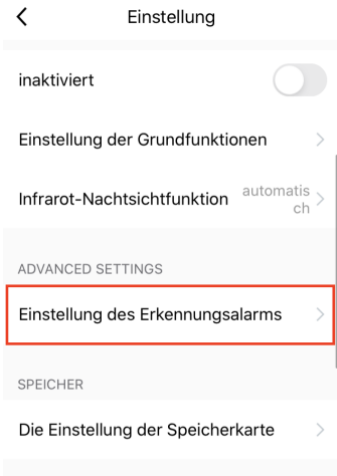 Einstellung
inaktiviert
Einstellung der Grundfunktionen
Infrarot-Nachtsichtfunktion automatis
ch
ADVANCED SETTINGS
Einstellung des Erkennungsalarms
SPEICHER
Die Einstellung der Speicherkarte